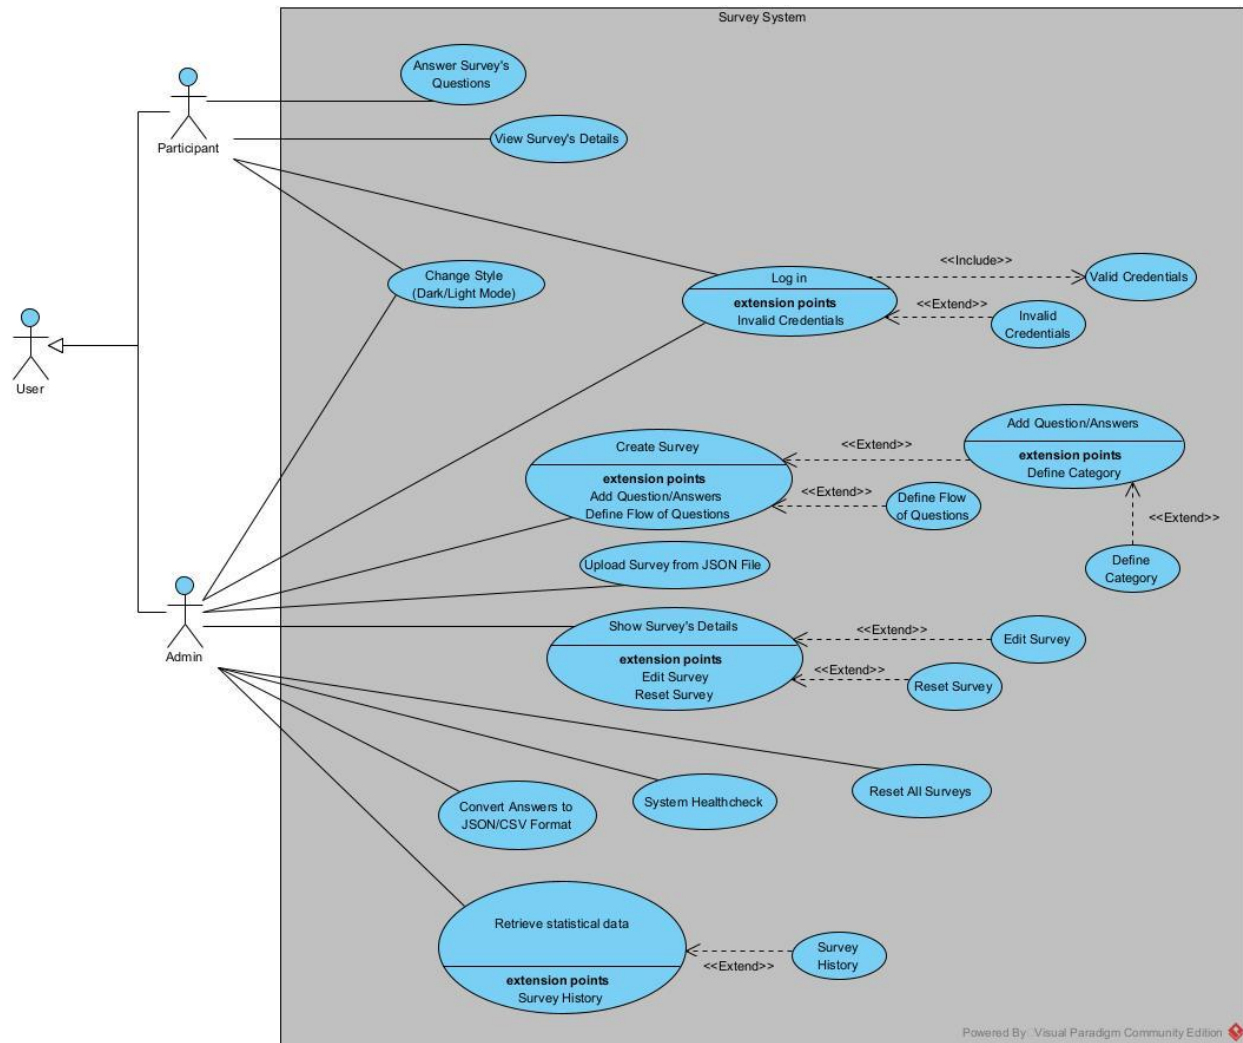 Survey System
Answer Survey's
Questions
View Survey's Details
Participant
Change Style
(Dark/Light Mode)
Log in
extension points
Invalid Credentials
<<Include>>
Valid Credentials
<<Extend>>
Invalid
Credentials
User
Create Survey
extension points
Add Question/Answers
Define Flow of Questions
<<Extend>>
Add Question/Answers
extension points
Define Category
<<Extend>>
Define Flow
of Questions
<<Extend>>
Define
Category
Upload Survey from JSON File
Admin
Show Survey's Details
extension points
Edit Survey
Reset Survey
<<Extend>>
Edit Survey
<<Extend>>
Reset Survey
Convert Answers to
JSON/CSV Format
System Healthcheck
Reset All Surveys
Retrieve statistical data
extension points
Survey History
<<Extend>>
Survey
History
Powered By: Visual Paradigm Community Edition